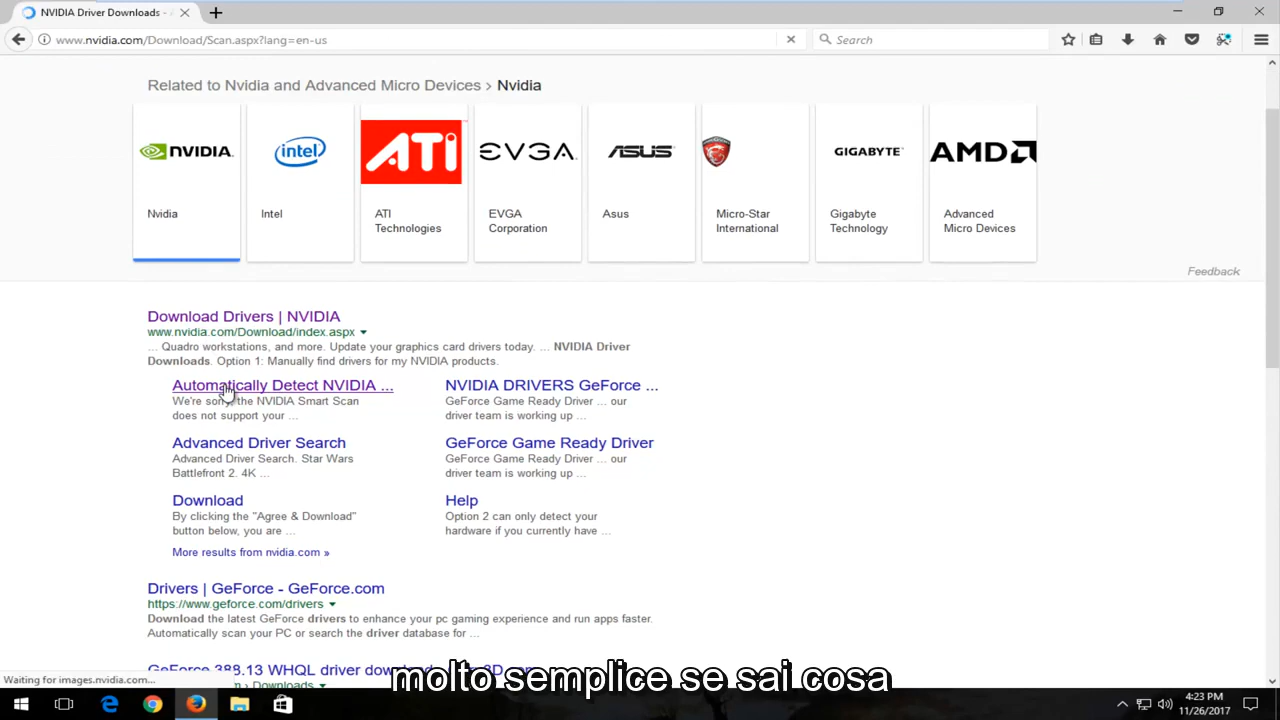 NVIDIA Driver Downloads -
www.nvidia.com/Download/Scan.aspx?lang=en-us
Search
Related to Nvidia and Advanced Micro Devices › Nvidia
NVIDIA.
intel
ATI
EVGA.
ASUS
GIGABYTE
AMD
Nvidia
Intel
ATI Technologies
EVGA Corporation
Asus
Micro-Star International
Gigabyte Technology
Advanced Micro Devices
Feedback
Download Drivers | NVIDIA
www.nvidia.com/Download/index.aspx
... Quadro workstations, and more. Update your graphics card drivers today. ... NVIDIA Driver
Downloads. Option 1: Manually find drivers for my NVIDIA products.
Automatically Detect NVIDIA ...
We're sorry, the NVIDIA Smart Scan
does not support your ...
NVIDIA DRIVERS GeForce ...
GeForce Game Ready Driver ... our
driver team is working up ...
Advanced Driver Search
Advanced Driver Search. Star Wars
Battlefront 2. 4K ...
GeForce Game Ready Driver
GeForce Game Ready Driver ... our
driver team is working up ...
Download
By clicking the "Agree & Download"
button below, you are ...
Help
Option 2 can only detect your
hardware if you currently have ...
More results from nvidia.com »
Drivers | GeForce - GeForce.com
https://www.geforce.com/drivers
Download the latest GeForce drivers to enhance your pc gaming experience and run apps faster.
Automatically scan your PC or search the driver database for ...
GeForce 388.13 WHQL driver
Downloads
Waiting for images.nvidia.com...
molto semplice se sai cosa
4:23 PM
11/26/2017